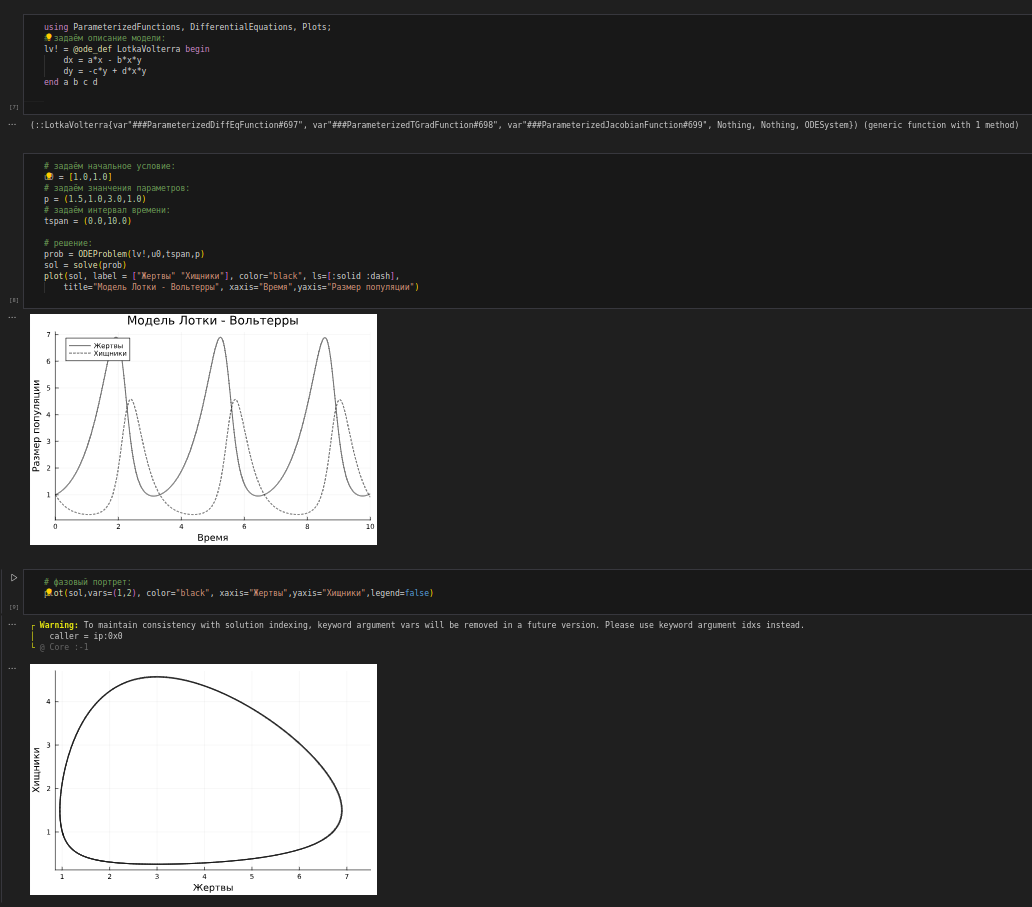 using ParameterizedFunctions, DifferentialEquations, Plots;
задаём описание модели:
lv! = @ode_def LotkaVolterra begin
dx = a*x - b*x*y
dy = -c*y + d*x*y
end a b c d
[7]
(::LotkaVolterra{var"###ParameterizedDiffEqFunction#697", var"###ParameterizedTGradFunction#698", var"###ParameterizedJacobianFunction#699", Nothing, Nothing, ODESystem}) (generic function with 1 method)
# задаём начальное условие:
= [1.0,1.0]
# задаём знанчения параметров:
p = (1.5,1.0,3.0,1.0)
# задаём интервал времени:
tspan = (0.0,10.0)
# решение:
prob = ODEProblem(lv!,u0,tspan,p)
sol = solve(prob)
plot(sol, label = ["Жертвы" "Хищники"], color="black", ls=[:solid :dash],
title="Модель Лотки - Вольтерры", xaxis="Время",yaxis="Размер популяции")
[8]
Модель Лотки - Вольтерры
Жертвы
Хищники
Размер популяции
7
6
5
4
3
2
1
0 2 4 6 8 10
Время
# фазовый портрет:
plot(sol,vars=(1,2), color="black", xaxis="Жертвы",yaxis="Хищники",legend=false)
[9]
┌ Warning: To maintain consistency with solution indexing, keyword argument vars will be removed in a future version. Please use keyword argument idxs instead.
│ caller = ip:0x0
└ @ Core :-1
Хищники
4
3
2
1
1 2 3 4 5 6 7
Жертвы